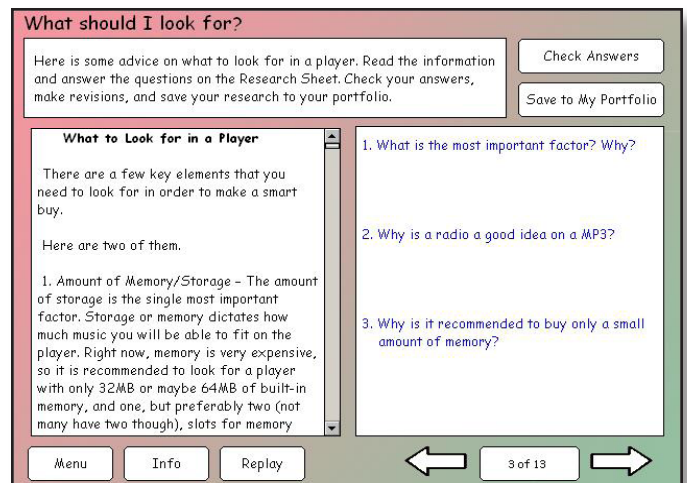 What should I look for?
Here is some advice on what to look for in a player. Read the information
and answer the questions on the Research Sheet. Check your answers,
make revisions, and save your research to your portfolio.
Check Answers
Save to My Portfolio
What to Look for in a Player
There are a few key elements that you
need to look for in order to make a smart
buy.
Here are two of them.
1. Amount of Memory/Storage - The amount
of storage is the single most important
factor. Storage or memory dictates how
much music you will be able to fit on the
player. Right now, memory is very expensive,
so it is recommended to look for a player
with only 32MB or maybe 64MB of built-in
memory, and one, but preferably two (not
many have two though), slots for memory
1. What is the most important factor? Why?
2. Why is a radio a good idea on a MP3?
3. Why is it recommended to buy only a small
amount of memory?
Menu
Info
Replay
3 of 13